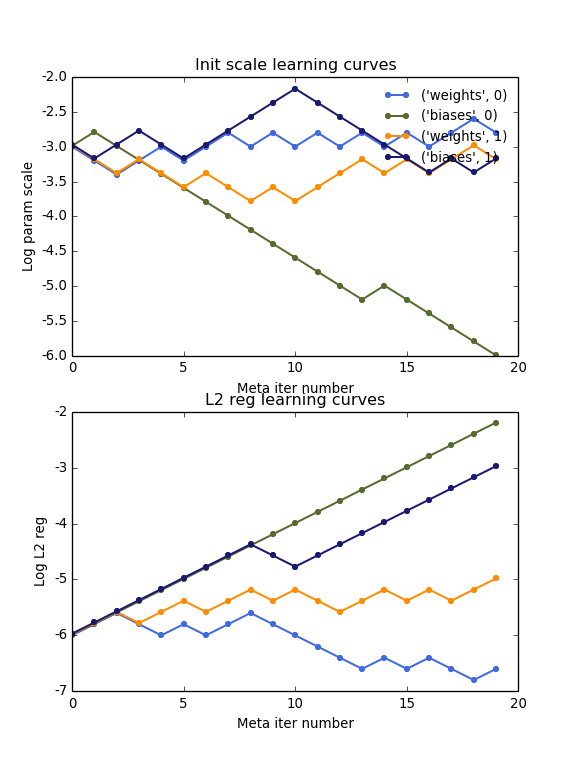 Init scale learning curves
-2.0
-2.5
-3.0
-3.5
-4.0
-4.5
-5.0
-5.5
-6.0
Log param scale
('weights', 0)
('biases', 0)
('weights', 1)
('biases', 1)
0 5 10 15 20
Meta iter number
L2 reg learning curves
-2
-3
-4
-5
-6
-7
Log L2 reg
0 5 10 15 20
Meta iter number